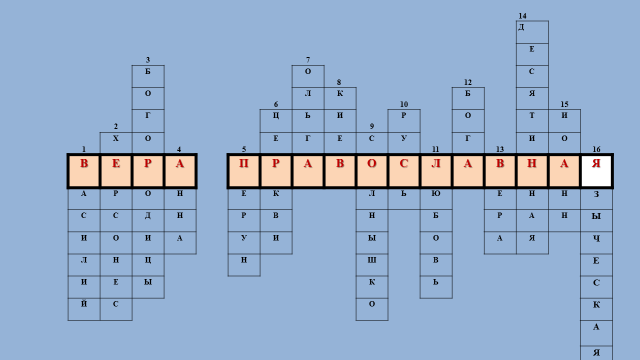 14
Д
Е
3 7
Б О С
8 12
О Л К Б Я
6 10 15
Г Ц Ь И Р О Т И
2 9
Х О Е Г Е С У Г И О
1 4 5 11 13 16
В Е Р А П Р А В О С Л А В Н А Я
А Р О Н Е К Л Ь Ю Е Н Н З
С С Д Н Р В Н Б Р А Н Ы
И О И А У И Ы О А Я Ч
Л Н Ц Н Ш В Е
И Е Ы К Ь С
Й С О К
А
Я